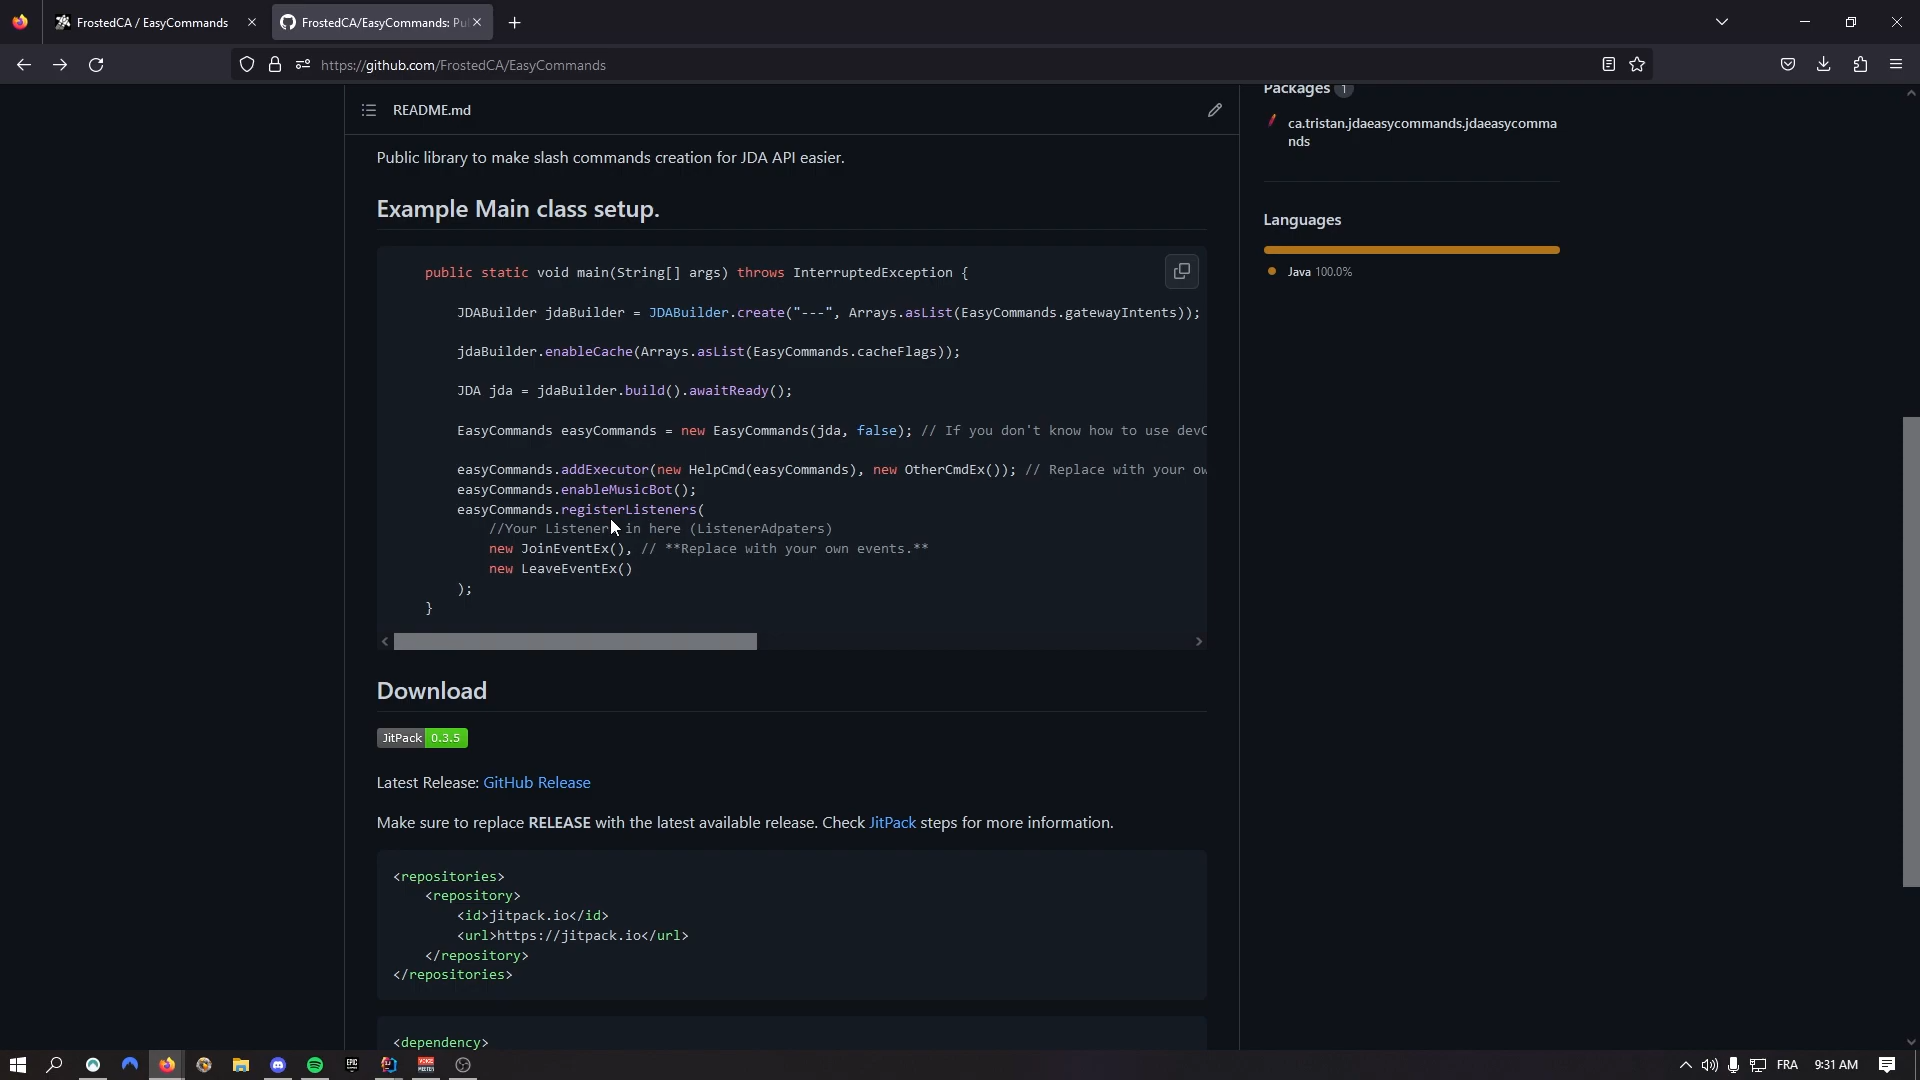 FrostedCA / EasyCommands
FrostedCA/EasyCommands: Pu
https://github.com/FrostedCA/EasyCommands
README.md
Public library to make slash commands creation for JDA API easier.
Example Main class setup.
public static void main(String[] args) throws InterruptedException {
JDABuilder jdaBuilder = JDABuilder.create("---", Arrays.asList(EasyCommands.gatewayIntents));
jdaBuilder.enableCache(Arrays.asList(EasyCommands.cacheFlags));
JDA jda = jdaBuilder.build().awaitReady();
EasyCommands easyCommands = new EasyCommands(jda, false); // If you don't know how to use devC
easyCommands.addExecutor(new HelpCmd(easyCommands), new OtherCmdEx()); // Replace with your ow
easyCommands.enableMusicBot();
easyCommands.registerListeners(
//Your Listener in here (ListenerAdpaters)
new JoinEventEx(), // **Replace with your own events.**
new LeaveEventEx()
);
}
Download
JitPack 0.3.5
Latest Release: GitHub Release
Make sure to replace RELEASE with the latest available release. Check JitPack steps for more information.
<repositories>
<repository>
<id>jitpack.io</id>
<url>https://jitpack.io</url>
</repository>
</repositories>
<dependency>
Packages 1
ca.tristan.jdaeasycommands.jdaeasycomma
nds
Languages
Java 100.0%
EPIC
VOICE
MEETER
FRA
9:31 AM